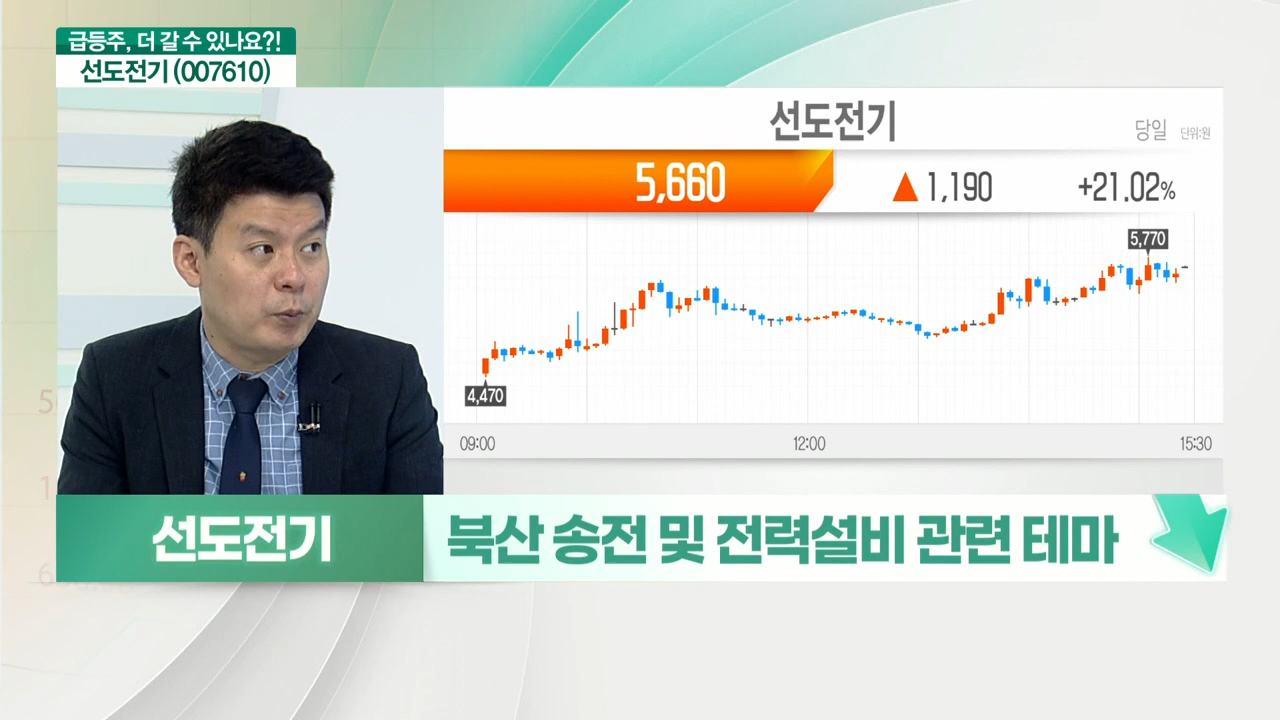 급등주, 더 갈 수 있나요?!
선도전기 (007610)
선도전기
당일 단위:원
5,660 ▲ 1,190 +21.02%
5,770
4,470
09:00 12:00 15:30
선도전기 북산 송전 및 전력설비 관련 테마